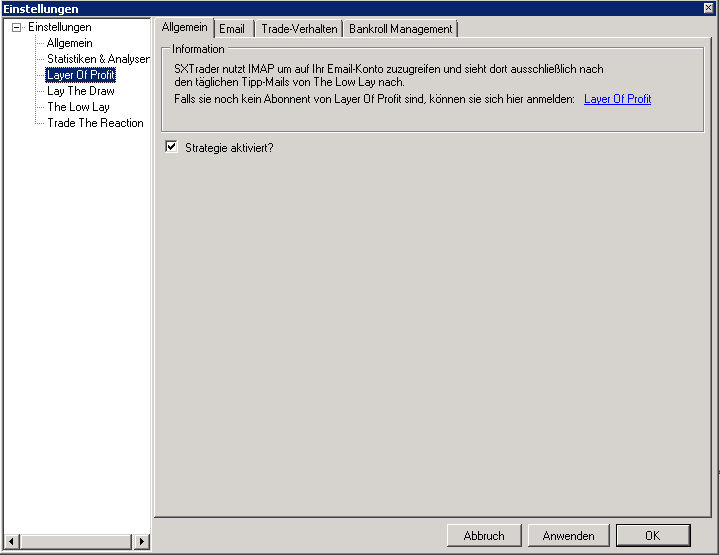 Einstellungen
Einstellungen
Allgemein
Statistiken & Analysen
Layer Of Profit
Lay The Draw
The Low Lay
Trade The Reaction
Allgemein Email Trade-Verhalten Bankroll Management
Information
SXTrader nutzt IMAP um auf Ihr Email-Konto zuzugreifen und sieht dort ausschließlich nach
den täglichen Tipp-Mails von The Low Lay nach.
Falls sie noch kein Abonnent von Layer Of Profit sind, können sie sich hier anmelden: Layer Of Profit
Strategie aktiviert?
Abbruch Anwenden OK